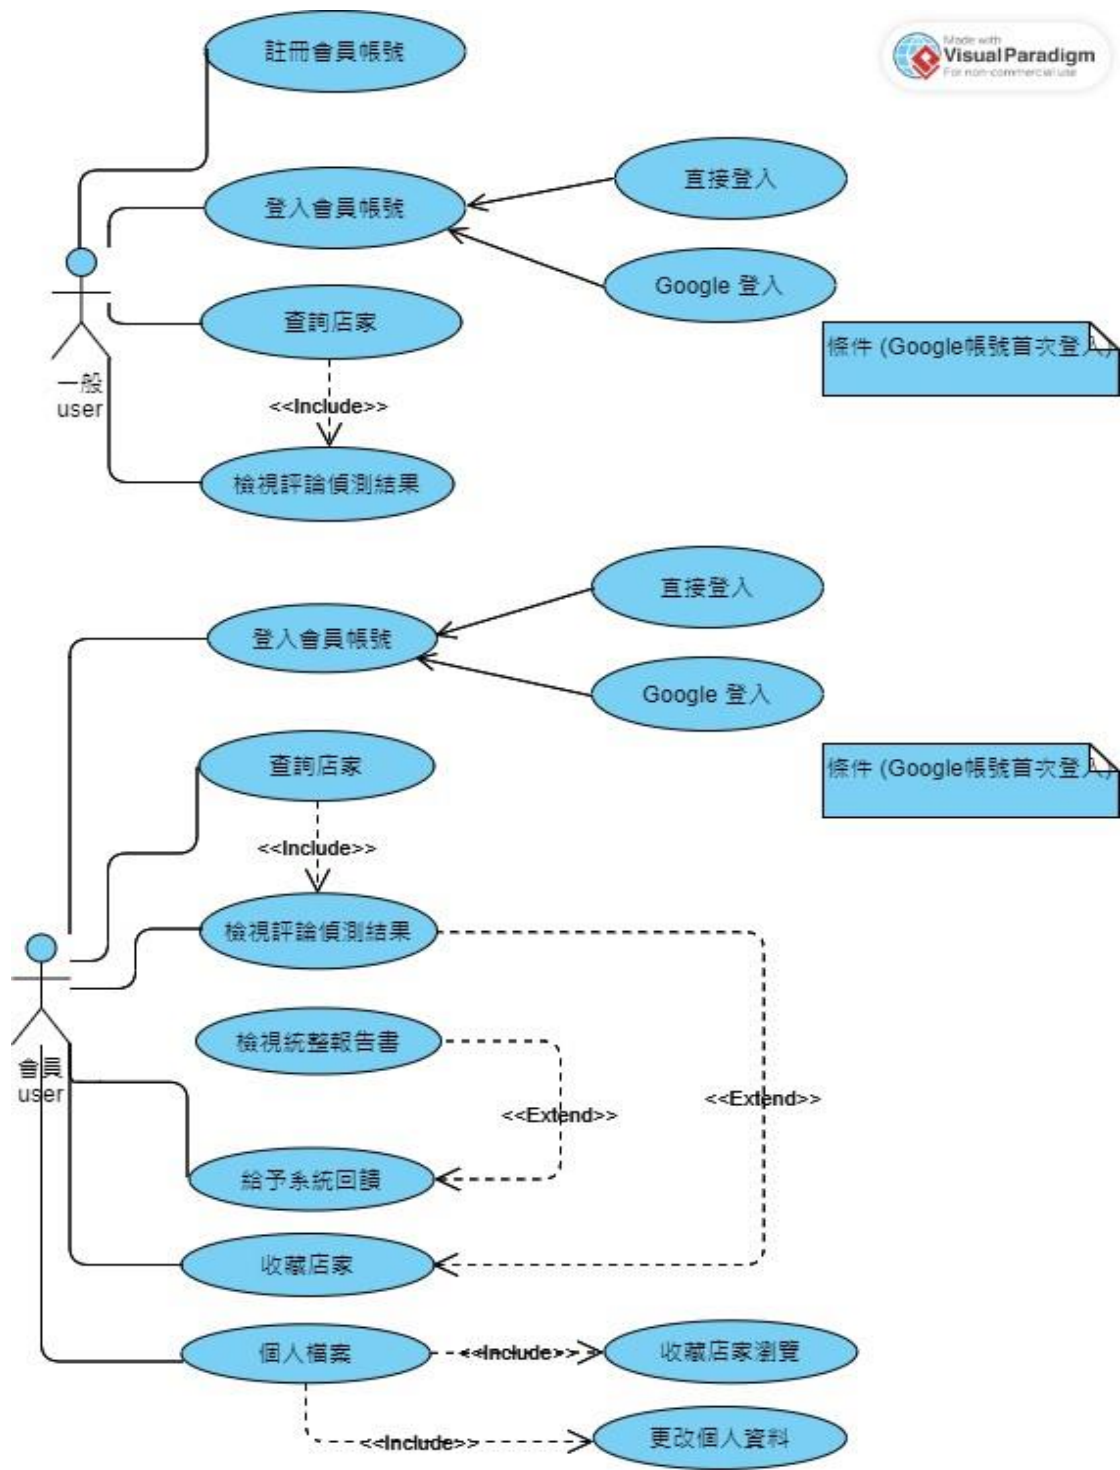 註冊會員帳號
Made with
Visual Paradigm
For non-commercial use
直接登入
登入會員帳號
Google 登入
查詢店家
條件 (Google帳號首次登入)
一般
user
<<Include>>
檢視評論偵測結果
直接登入
登入會員帳號
Google 登入
查詢店家
條件 (Google帳號首次登入)
<<Include>>
檢視評論偵測結果
檢視統整報告書
會員
user
<<Extend>>
<<Extend>>
給予系統回饋
收藏店家
個人檔案
<<Include>>
收藏店家瀏覽
更改個人資料
<<Include>>